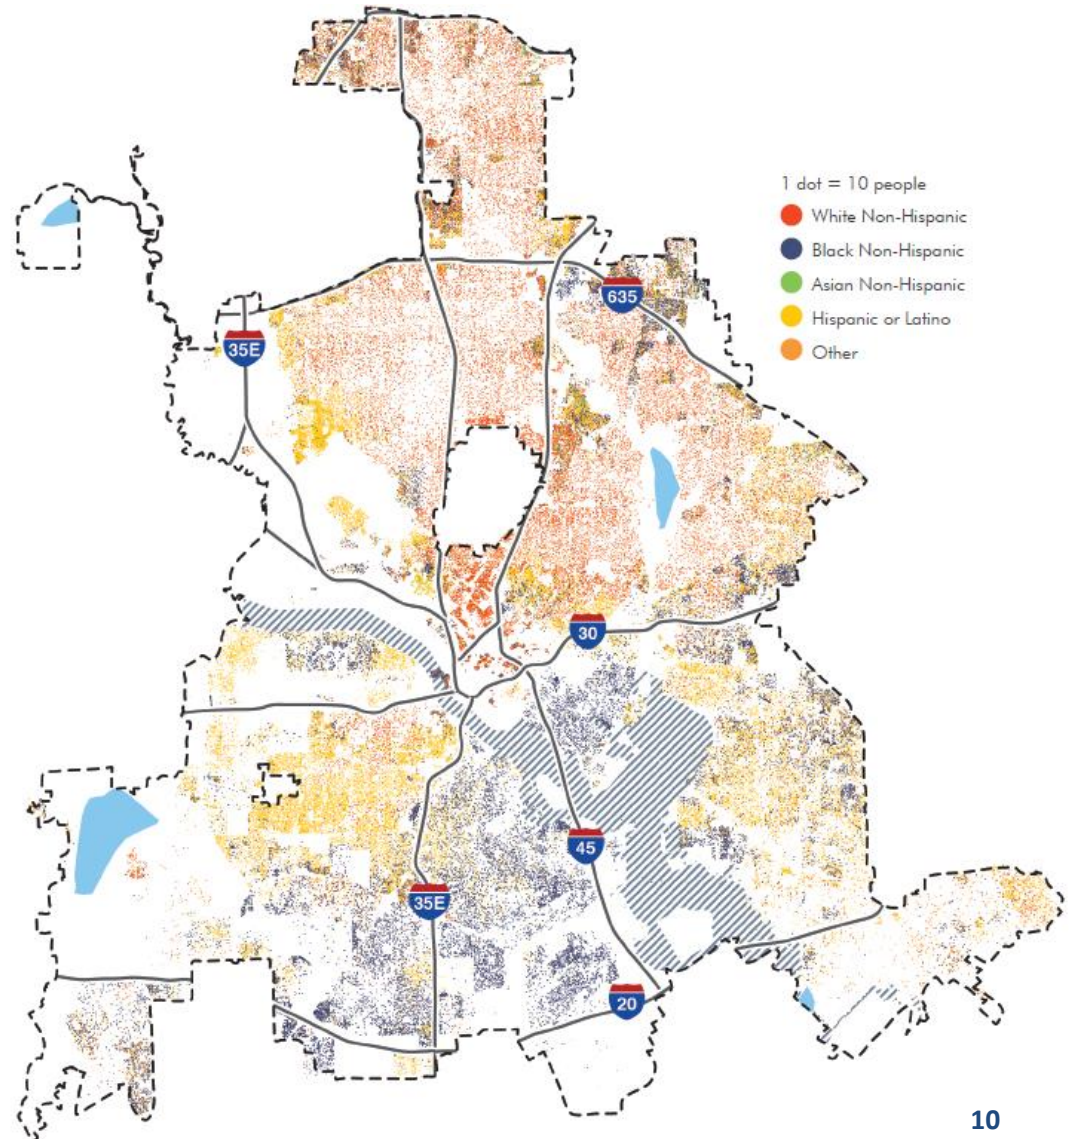 1 dot = 10 people
White Non-Hispanic
Black Non-Hispanic
Asian Non-Hispanic
Hispanic or Latino
Other
635
35E
30
45
35E
20
10